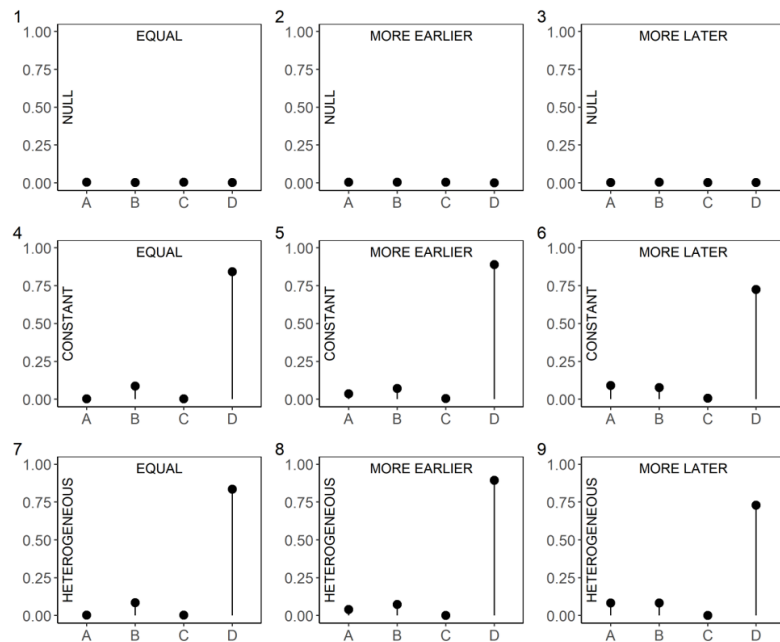 1
EQUAL
NULL
1.00
0.75
0.50
0.25
0.00
A B C D
2
MORE EARLIER
NULL
1.00
0.75
0.50
0.25
0.00
A B C D
3
MORE LATER
NULL
1.00
0.75
0.50
0.25
0.00
A B C D
4
EQUAL
CONSTANT
1.00
0.75
0.50
0.25
0.00
A B C D
5
MORE EARLIER
CONSTANT
1.00
0.75
0.50
0.25
0.00
A B C D
6
MORE LATER
CONSTANT
1.00
0.75
0.50
0.25
0.00
A B C D
7
EQUAL
HETEROGENEOUS
1.00
0.75
0.50
0.25
0.00
A B C D
8
MORE EARLIER
HETEROGENEOUS
1.00
0.75
0.50
0.25
0.00
A B C D
9
MORE LATER
HETEROGENEOUS
1.00
0.75
0.50
0.25
0.00
A B C D